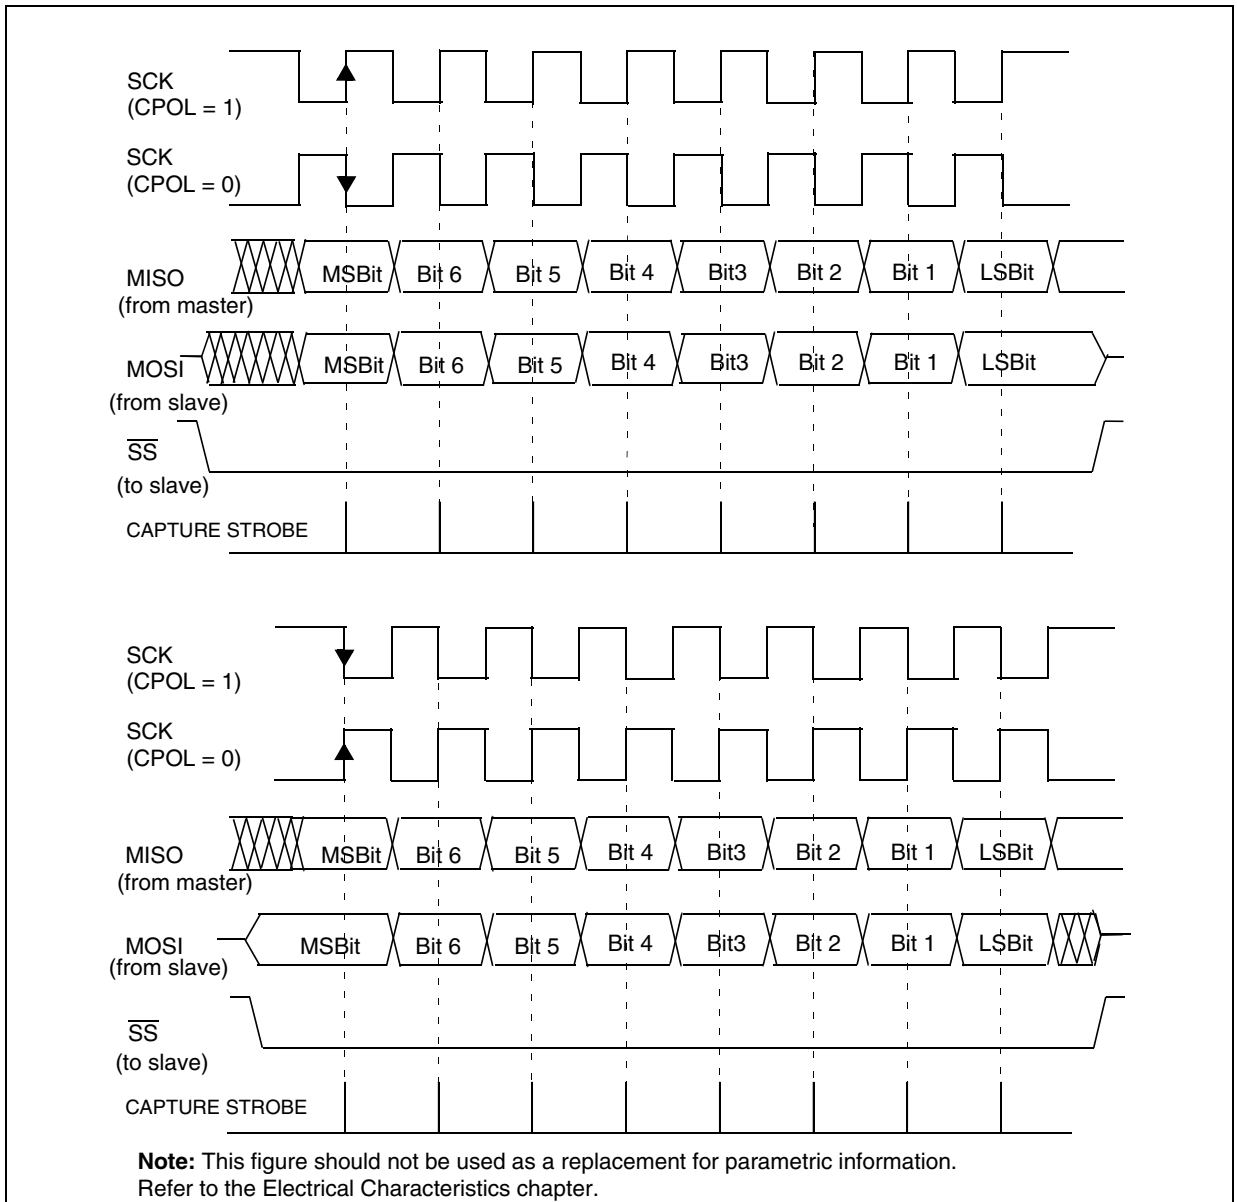 SCK
(CPOL = 1)
SCK
(CPOL = 0)
MISO
(from master)
MSBit Bit 6 Bit 5 Bit 4 Bit3 Bit 2 Bit 1 LSBit
MOSI
(from slave)
MSBit Bit 6 Bit 5 Bit 4 Bit3 Bit 2 Bit 1 LSBit
SS
(to slave)
CAPTURE STROBE
SCK
(CPOL = 1)
SCK
(CPOL = 0)
MISO
(from master)
MSBit Bit 6 Bit 5 Bit 4 Bit3 Bit 2 Bit 1 LSBit
MOSI
(from slave)
MSBit Bit 6 Bit 5 Bit 4 Bit3 Bit 2 Bit 1 LSBit
SS
(to slave)
CAPTURE STROBE
Note: This figure should not be used as a replacement for parametric information.
Refer to the Electrical Characteristics chapter.